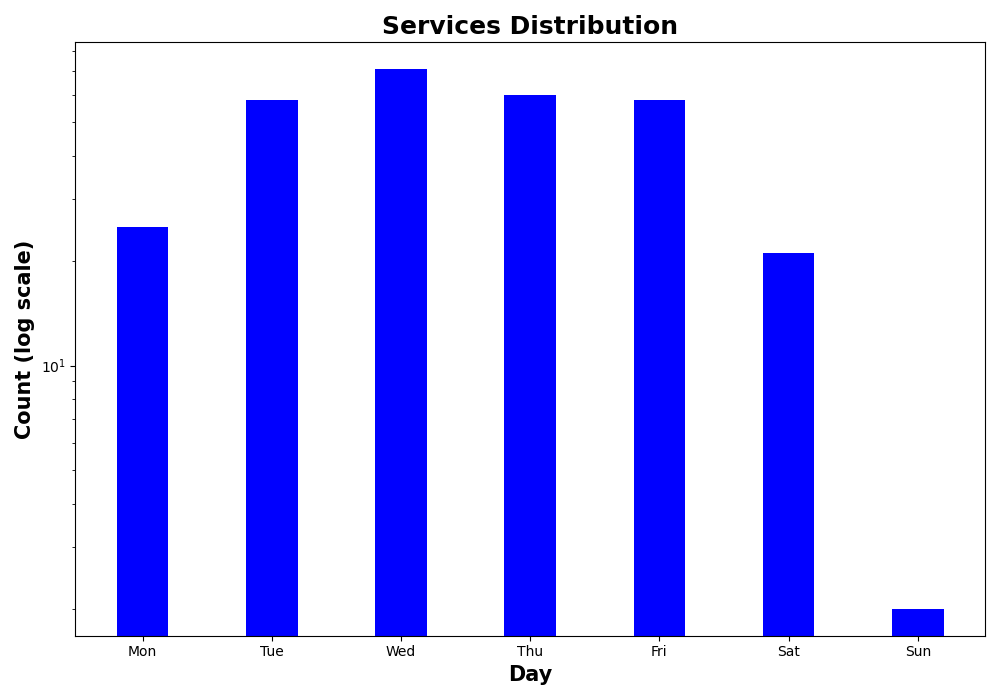 Services Distribution
Count (log scale)
10¹
Mon Tue Wed Thu Fri Sat Sun
Day